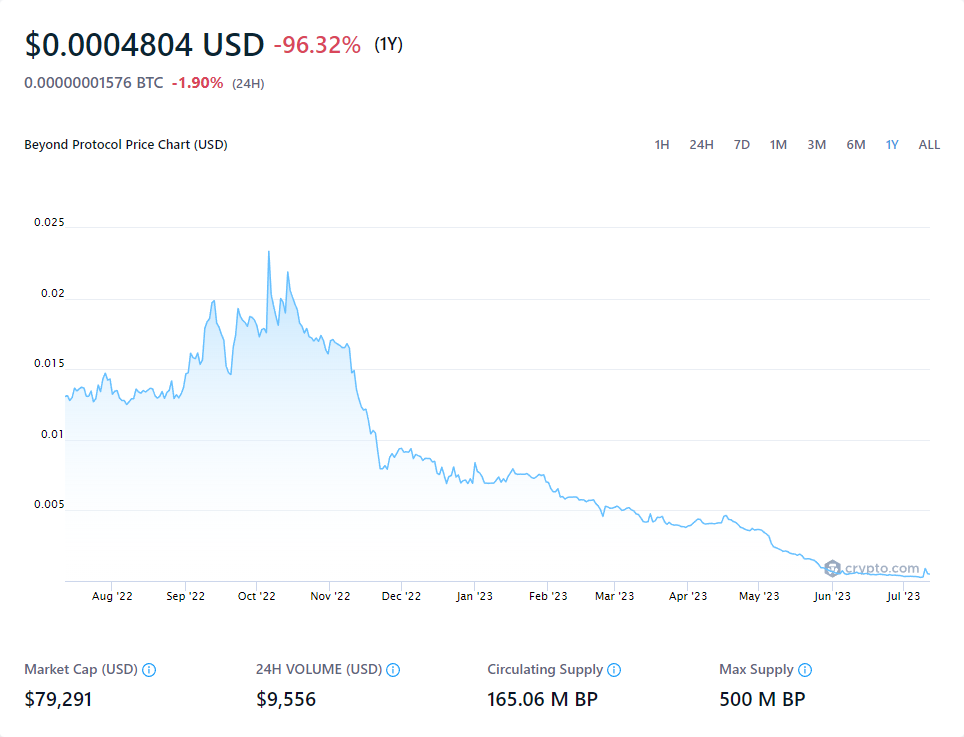 $0.0004804 USD -96.32% (1Y)
0.00000001576 BTC -1.90% (24H)
Beyond Protocol Price Chart (USD) 1H 24H 7D 1M 3M 6M 1Y ALL
0.025
0.02
0.015
0.01
0.005
crypto.com
Aug '22 Sep '22 Oct '22 Nov '22 Dec '22 Jan '23 Feb '23 Mar '23 Apr '23 May '23 Jun '23 Jul '23
Market Cap (USD) 24H VOLUME (USD) Circulating Supply Max Supply
$79,291 $9,556 165.06 M BP 500 M BP